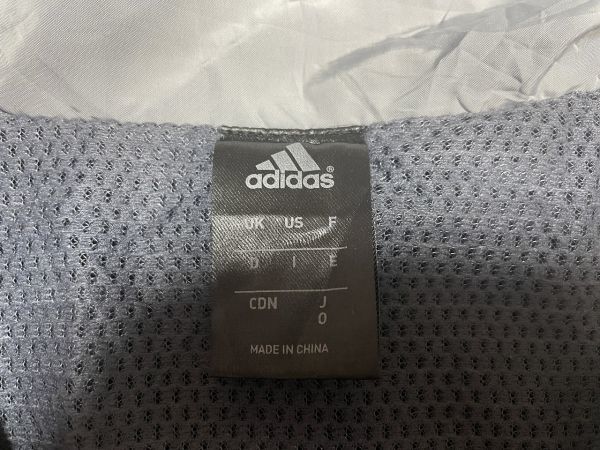 adidas®
UK US F
D I E
CDN J
O
MADE IN CHINA